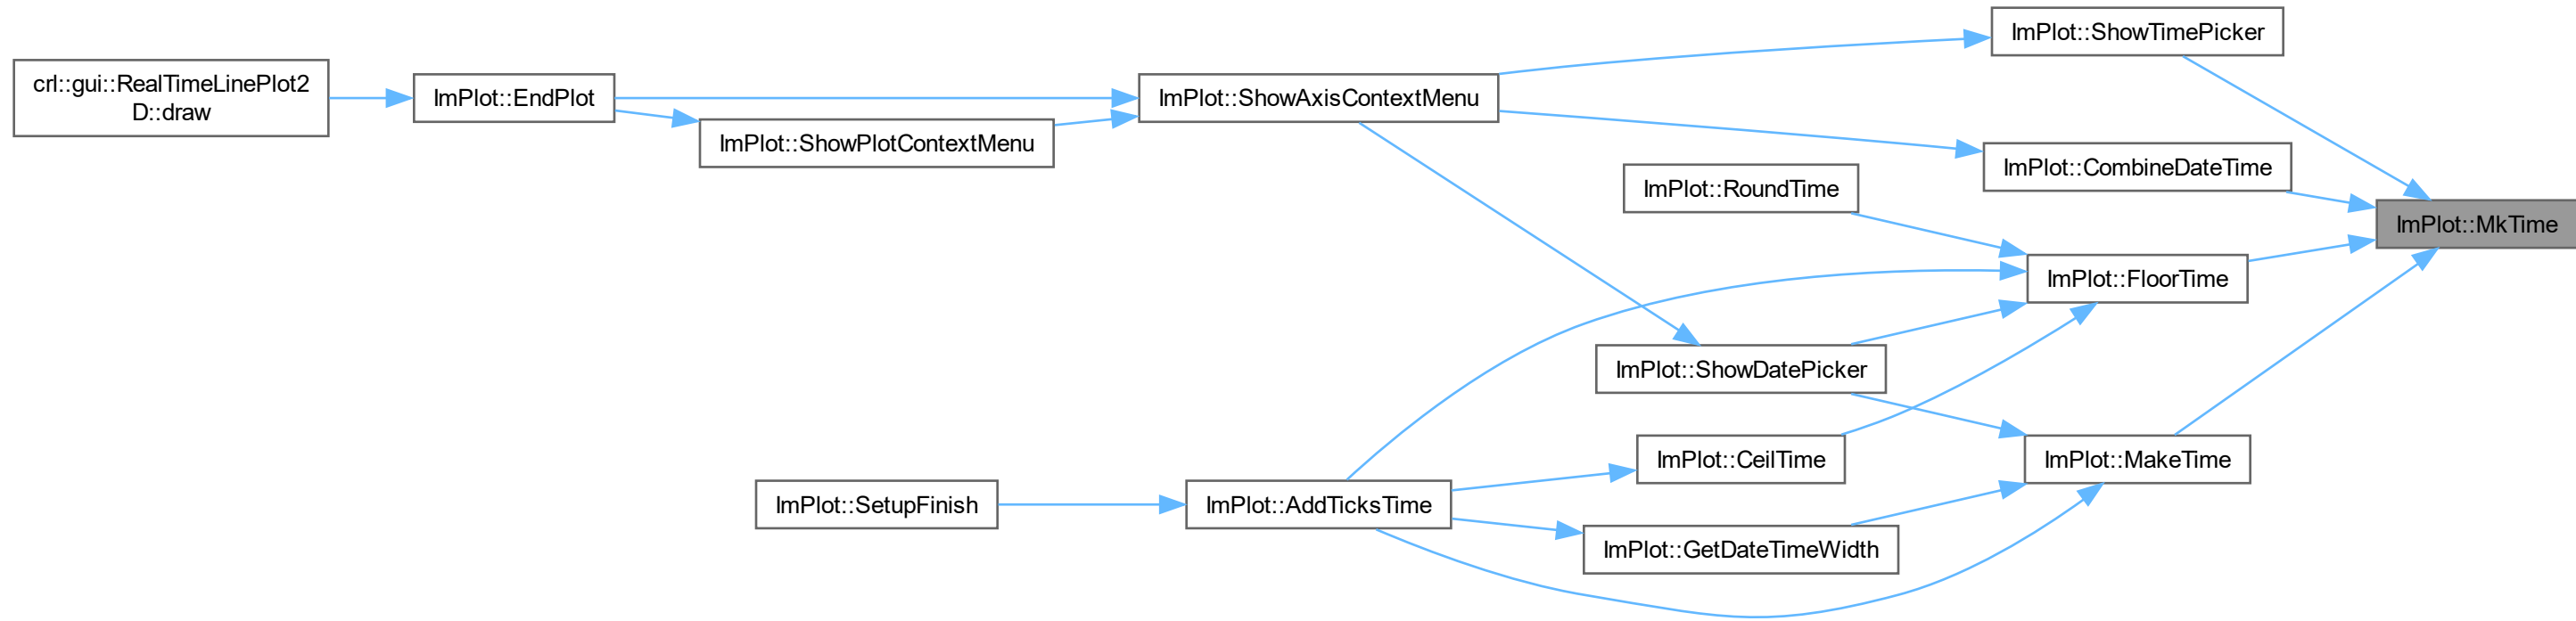 ImPlot::ShowTimePicker
crl::gui::RealTimeLinePlot2
D::draw
ImPlot::EndPlot
ImPlot::ShowAxisContextMenu
ImPlot::ShowPlotContextMenu
ImPlot::CombineDateTime
ImPlot::RoundTime
ImPlot::MkTime
ImPlot::FloorTime
ImPlot::ShowDatePicker
ImPlot::CeilTime
ImPlot::MakeTime
ImPlot::SetupFinish
ImPlot::AddTicksTime
ImPlot::GetDateTimeWidth